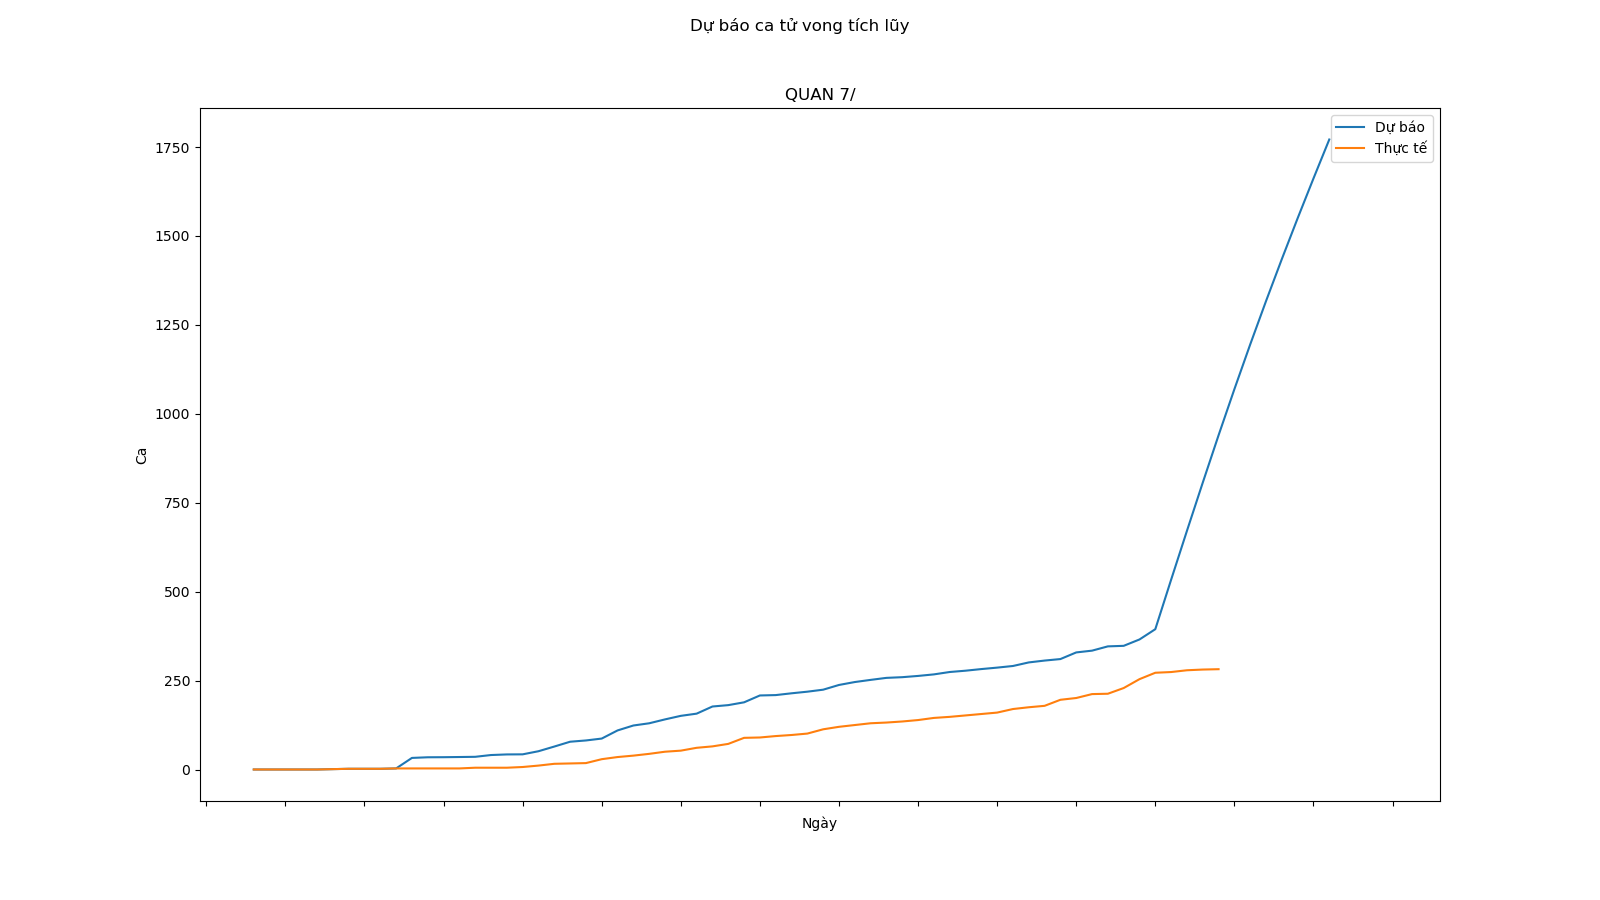 Dự báo ca tử vong tích lũy
QUAN 7/
Dự báo
Thực tế
1750
1500
1250
1000
750
500
250
0
Ca
Ngày